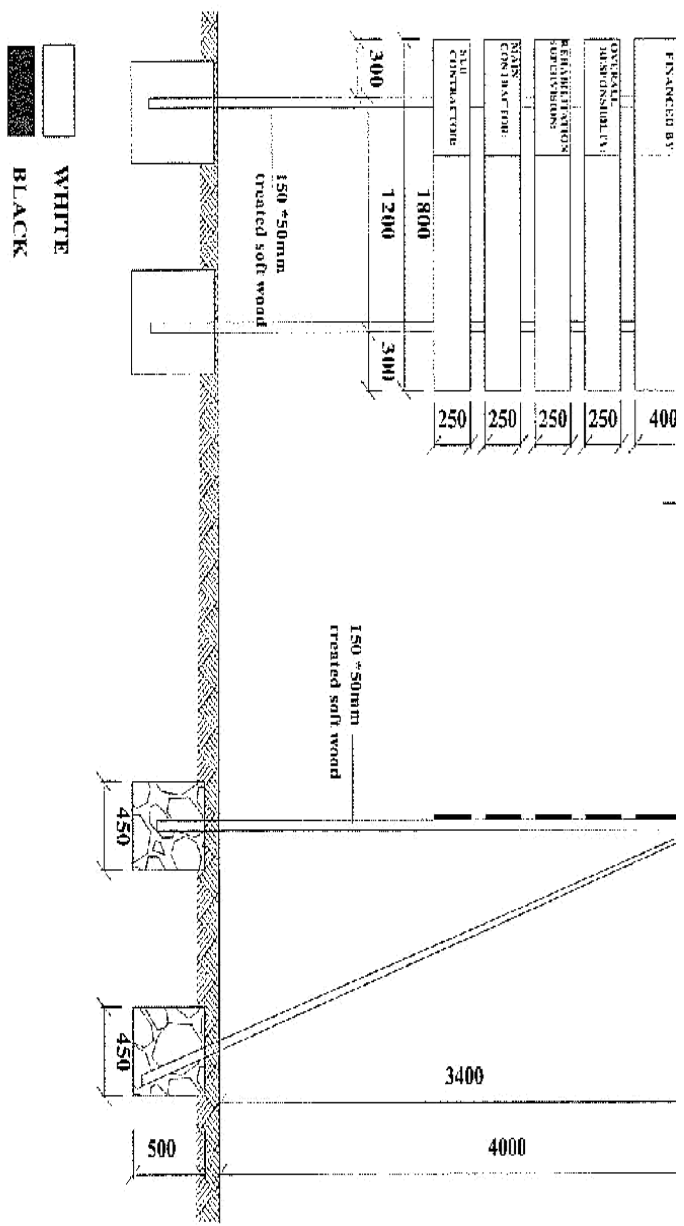 FINANCED BY
OVERALL
RESPONSIBILITY:
REHABILITATION
SUPERVISION:
MAIN
CONTRACTOR:
SUB
CONTRACTOR:
400
250
250
250
250
300
1200
300
1800
150 *50mm
treated soft wood
150 *50mm
treated soft wood
3400
4000
450
450
500
WHITE
BLACK